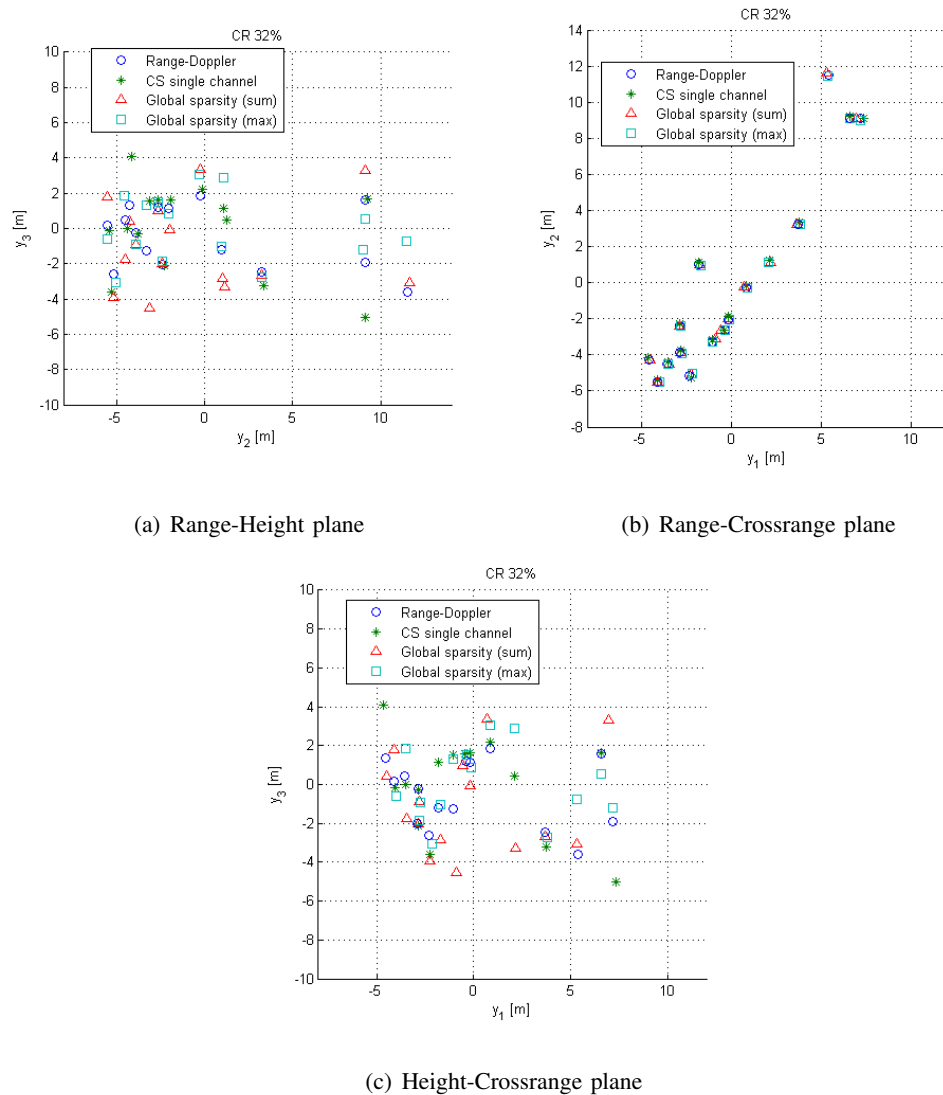 CR 32%
10
8
6
4
2
0
-2
-4
-6
-8
-10
y3 [m]
Range-Doppler
CS single channel
Global sparsity (sum)
Global sparsity (max)
-5
0
5
10
y2 [m]
(a) Range-Height plane
CR 32%
14
12
10
8
6
4
2
0
-2
-4
-6
-8
y2 [m]
Range-Doppler
CS single channel
Global sparsity (sum)
Global sparsity (max)
-5
0
5
10
y1 [m]
(b) Range-Crossrange plane
CR 32%
10
8
6
4
2
0
-2
-4
-6
-8
-10
y3 [m]
Range-Doppler
CS single channel
Global sparsity (sum)
Global sparsity (max)
-5
0
5
10
y1 [m]
(c) Height-Crossrange plane